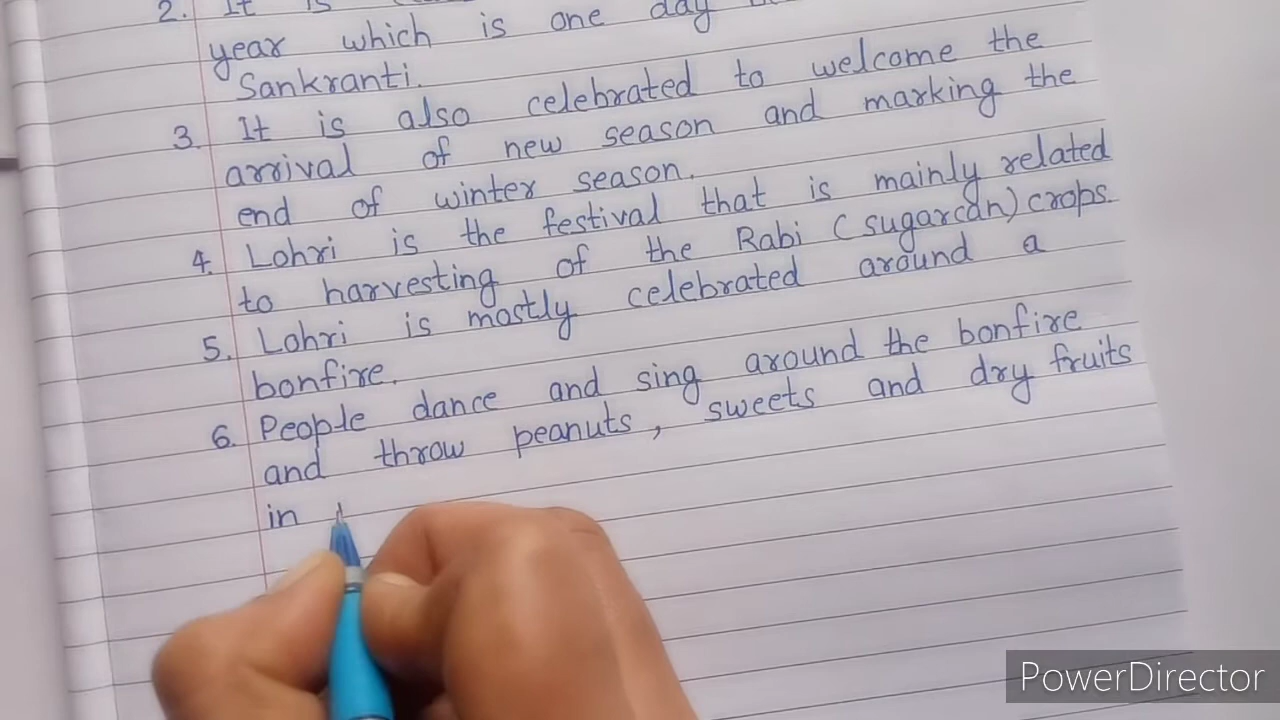 2. It is
year which is one day
Sankranti.
3. It is also celebrated to welcome the
arrival of new season and marking the
end of winter season.
4. Lohri is the festival that is mainly related
to harvesting of the Rabi (sugarcan) crops.
5. Lohri is mostly celebrated around a
bonfire.
6. People dance and sing around the bonfire
and throw peanuts, sweets and dry fruits
in
PowerDirector